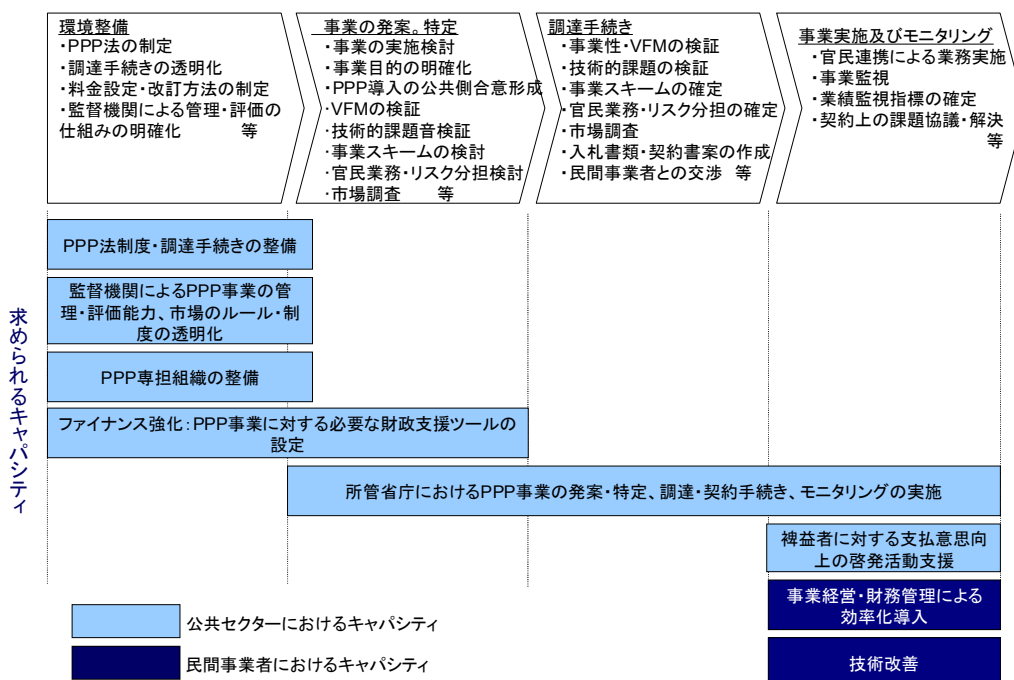 環境整備
・PPP法の制定
・調達手続きの透明化
・料金設定・改訂方法の制定
・監督機関による管理・評価の
仕組みの明確化　　　等
事業の発案。特定
・事業の実施検討
・事業目的の明確化
・PPP導入の公共側合意形成
・VFMの検証
・技術的課題音検証
・事業スキームの検討
・官民業務・リスク分担検討
・市場調査　　等
調達手続き
・事業性・VFMの検証
・技術的課題の検証
・事業スキームの確定
・官民業務・リスク分担の確定
・市場調査
・入札書類・契約書案の作成
・民間事業者との交渉　等
事業実施及びモニタリング
・官民連携による業務実施
・事業監視
・業績監視指標の確定
・契約上の課題協議・解決
等
求められるキャパシティ
PPP法制度・調達手続きの整備
監督機関によるPPP事業の管
理・評価能力、市場のルール・制
度の透明化
PPP専担組織の整備
ファイナンス強化：PPP事業に対する必要な財政支援ツールの
設定
所管省庁におけるPPP事業の発案・特定、調達・契約手続き、モニタリングの実施
裨益者に対する支払意思向
上の啓発活動支援
事業経営・財務管理による
効率化導入
技術改善
公共セクターにおけるキャパシティ
民間事業者におけるキャパシティ